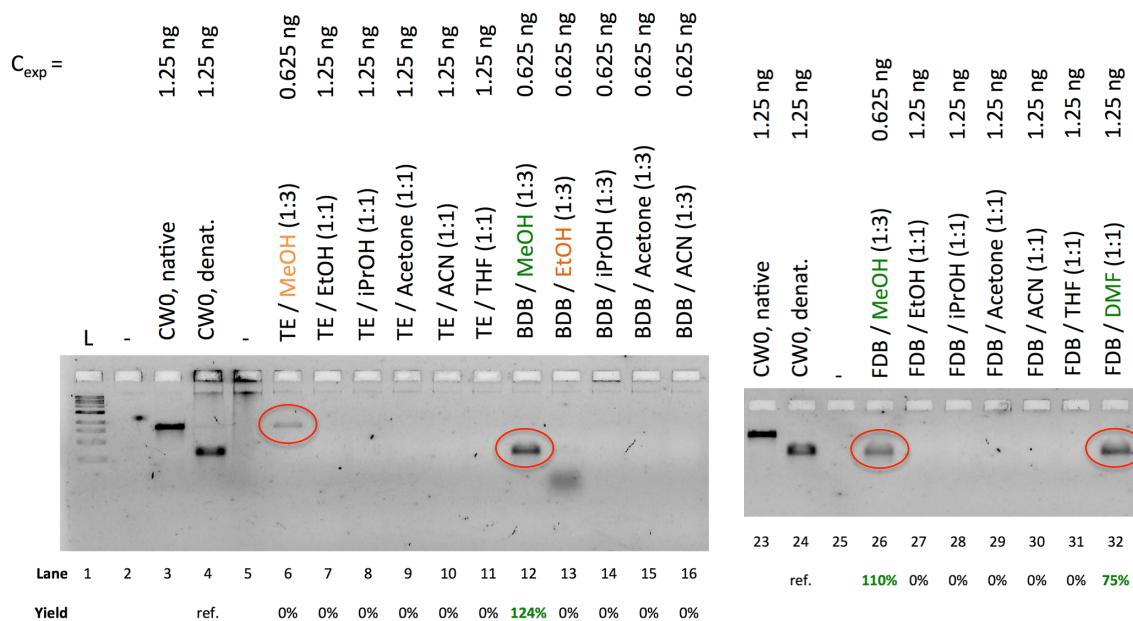 C_exp =
1.25 ng
1.25 ng
0.625 ng
1.25 ng
1.25 ng
1.25 ng
1.25 ng
1.25 ng
0.625 ng
0.625 ng
0.625 ng
0.625 ng
0.625 ng
L
-
CW0, native
CW0, denat.
-
TE / MeOH (1:3)
TE / EtOH (1:1)
TE / iPrOH (1:1)
TE / Acetone (1:1)
TE / ACN (1:1)
TE / THF (1:1)
BDB / MeOH (1:3)
BDB / EtOH (1:3)
BDB / iPrOH (1:3)
BDB / Acetone (1:3)
BDB / ACN (1:3)
Lane 1 2 3 4 5 6 7 8 9 10 11 12 13 14 15 16
Yield ref. 0% 0% 0% 0% 0% 0% 124% 0% 0% 0% 0%
1.25 ng
1.25 ng
0.625 ng
1.25 ng
1.25 ng
1.25 ng
1.25 ng
1.25 ng
1.25 ng
CW0, native
CW0, denat.
-
FDB / MeOH (1:3)
FDB / EtOH (1:1)
FDB / iPrOH (1:1)
FDB / Acetone (1:1)
FDB / ACN (1:1)
FDB / THF (1:1)
FDB / DMF (1:1)
23 24 25 26 27 28 29 30 31 32
ref. 110% 0% 0% 0% 0% 0% 75%